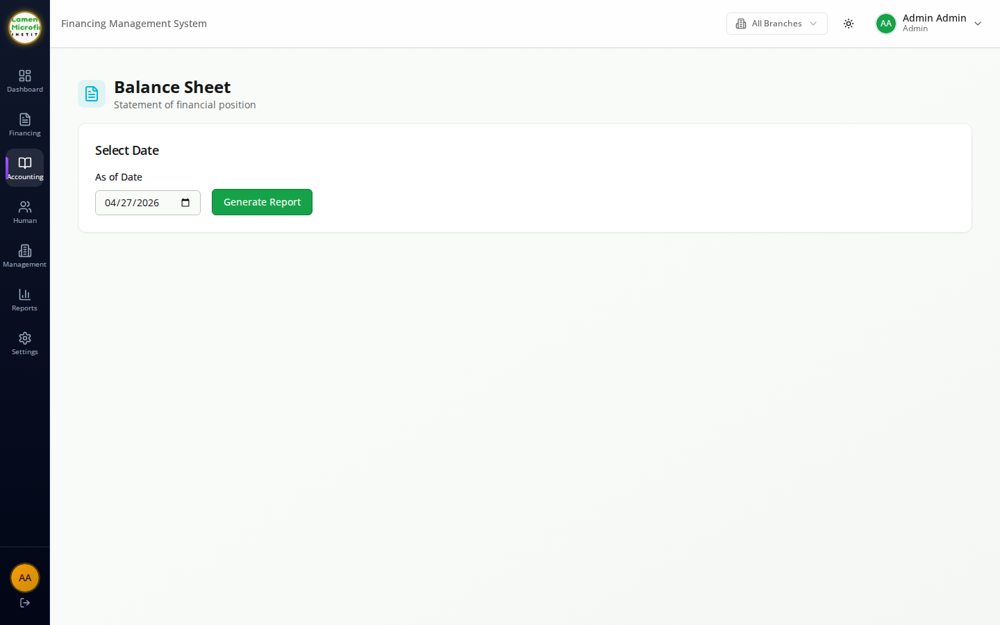 Lamen
Microfi
INSTIT
Financing Management System
All Branches
AA
Admin Admin
Admin
Dashboard
Financing
Accounting
Human
Management
Reports
Settings
AA
Balance Sheet
Statement of financial position
Select Date
As of Date
04/27/2026
Generate Report